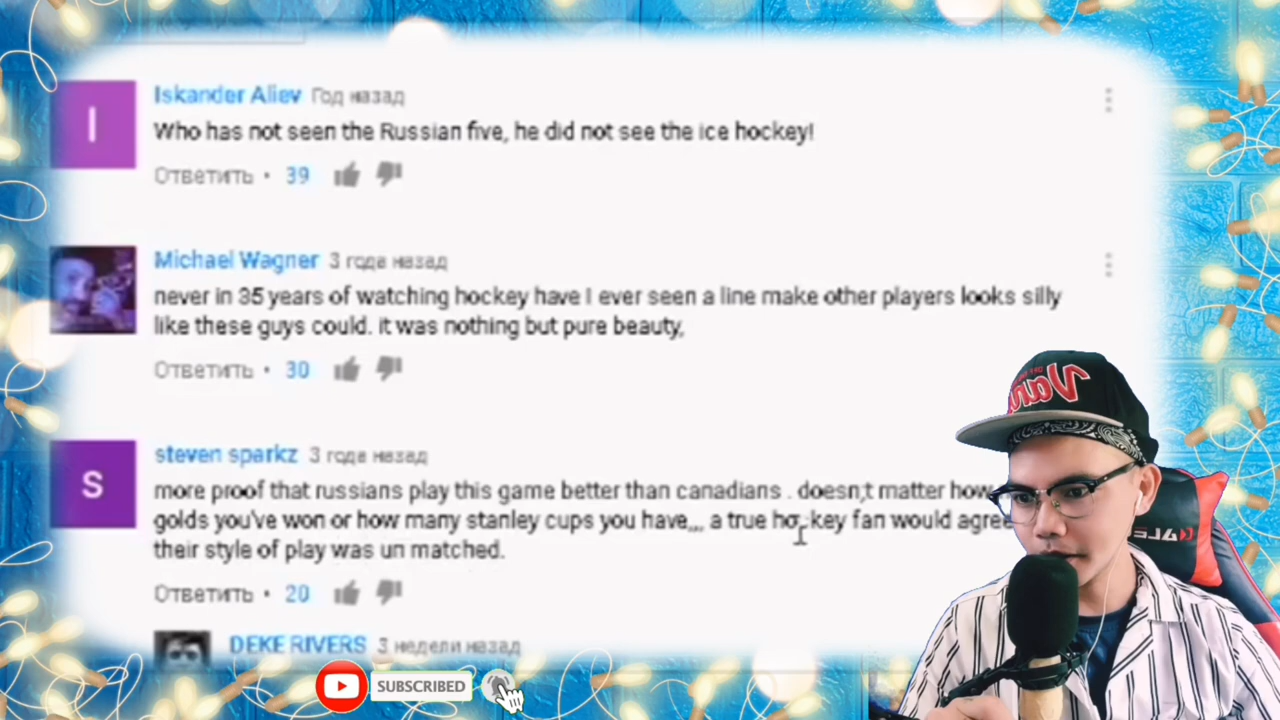 I
Iskander Aliev Год назад
Who has not seen the Russian five, he did not see the ice hockey!
Ответить • 39
Michael Wagner 3 года назад
never in 35 years of watching hockey have I ever seen a line make other players looks silly
like these guys could. it was nothing but pure beauty,
Ответить • 30
S
steven sparkz 3 года назад
more proof that russians play this game better than canadians . doesn,t matter how
golds you've won or how many stanley cups you have,,, a true hockey fan would agree
their style of play was un matched.
Ответить • 20
DEKE RIVERS 3 недели назад
SUBSCRIBED